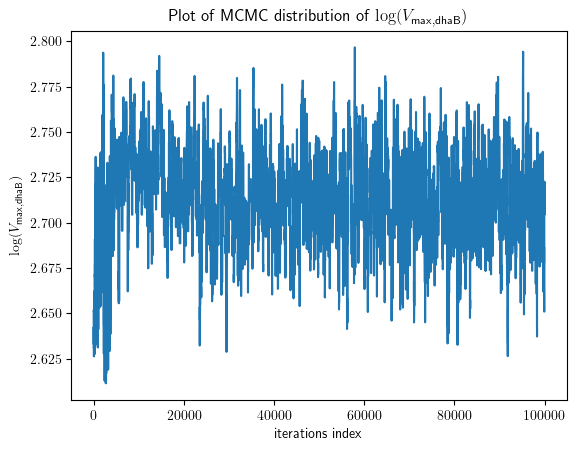 Plot of MCMC distribution of log(V_max,dhaB)
2.800
2.775
2.750
2.725
2.700
2.675
2.650
2.625
log(V_max,dhaB)
0 20000 40000 60000 80000 100000
iterations index